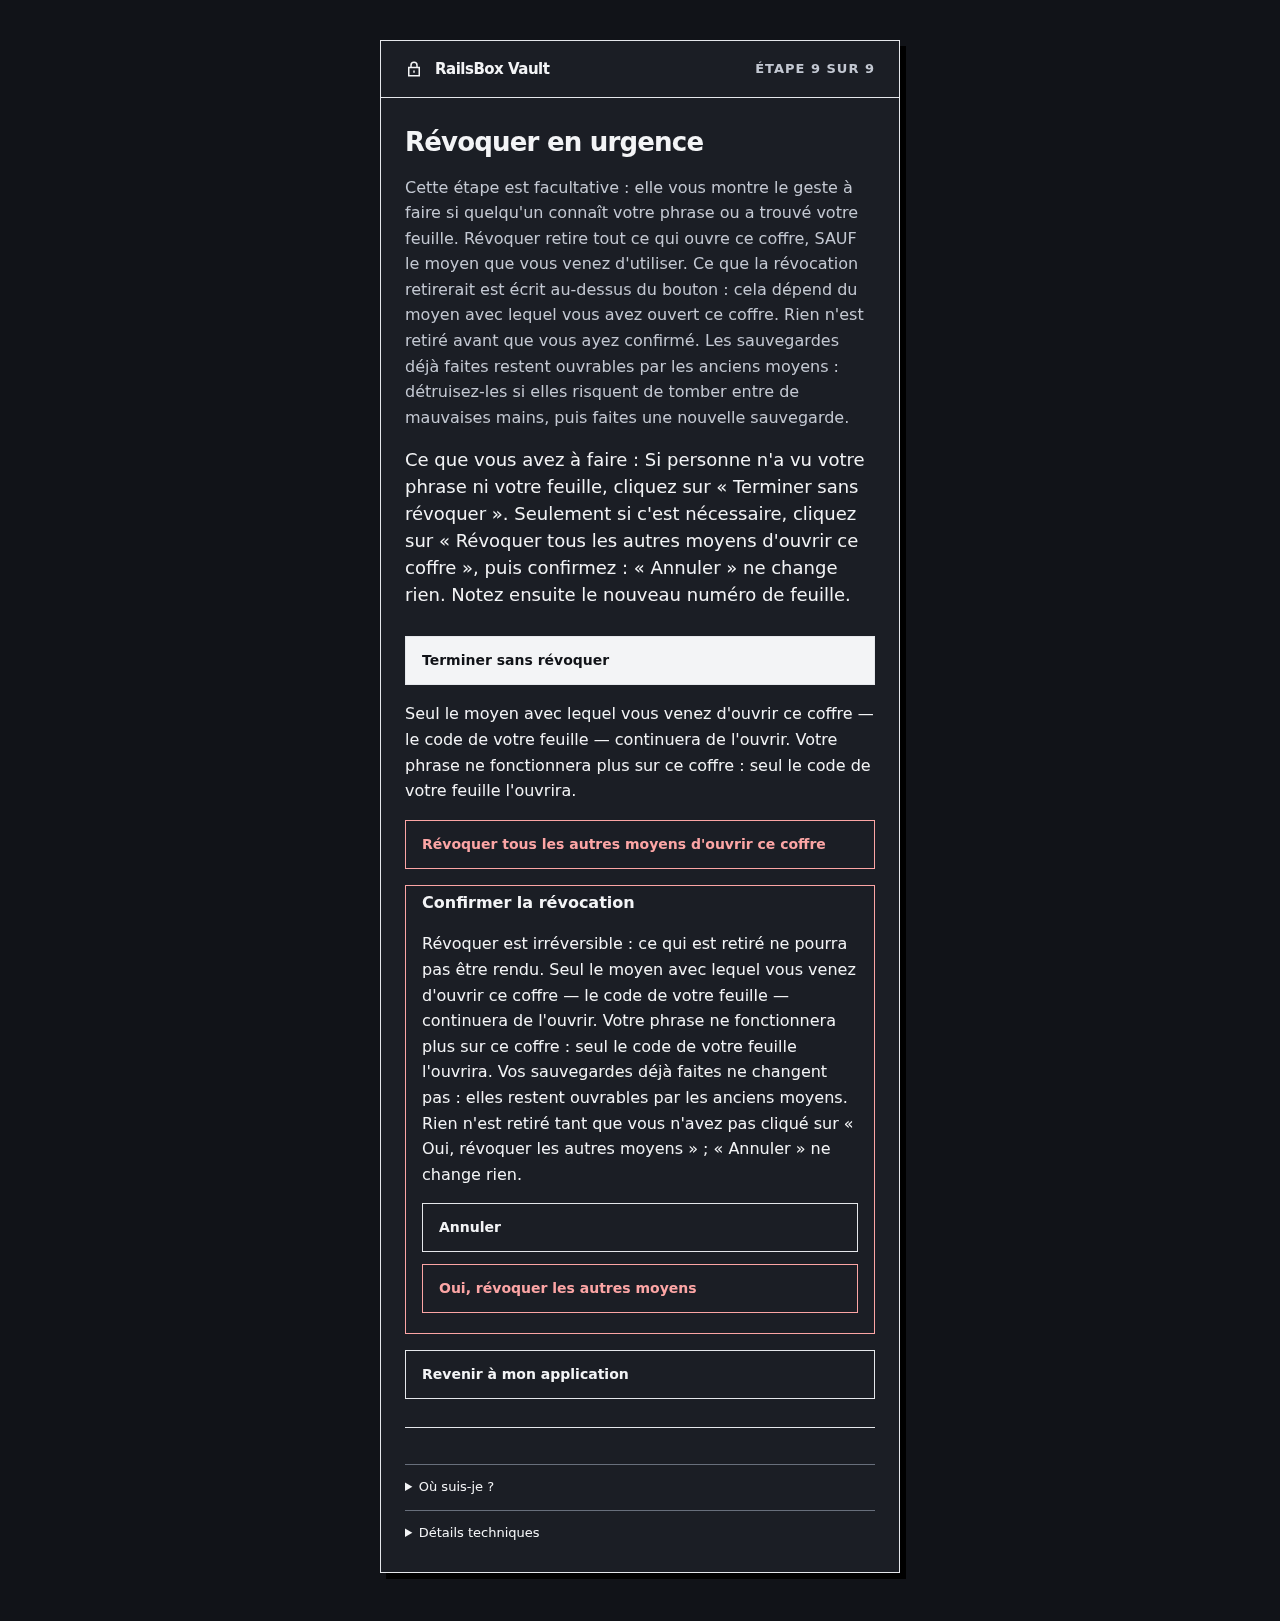 RailsBox Vault
ÉTAPE 9 SUR 9
Révoquer en urgence
Cette étape est facultative : elle vous montre le geste à
faire si quelqu'un connaît votre phrase ou a trouvé votre
feuille. Révoquer retire tout ce qui ouvre ce coffre, SAUF
le moyen que vous venez d'utiliser. Ce que la révocation
retirerait est écrit au-dessus du bouton : cela dépend du
moyen avec lequel vous avez ouvert ce coffre. Rien n'est
retiré avant que vous ayez confirmé. Les sauvegardes
déjà faites restent ouvrables par les anciens moyens :
détruisez-les si elles risquent de tomber entre de
mauvaises mains, puis faites une nouvelle sauvegarde.
Ce que vous avez à faire : Si personne n'a vu votre
phrase ni votre feuille, cliquez sur « Terminer sans
révoquer ». Seulement si c'est nécessaire, cliquez
sur « Révoquer tous les autres moyens d'ouvrir ce
coffre », puis confirmez : « Annuler » ne change
rien. Notez ensuite le nouveau numéro de feuille.
Terminer sans révoquer
Seul le moyen avec lequel vous venez d'ouvrir ce coffre —
le code de votre feuille — continuera de l'ouvrir. Votre
phrase ne fonctionnera plus sur ce coffre : seul le code de
votre feuille l'ouvrira.
Révoquer tous les autres moyens d'ouvrir ce coffre
Confirmer la révocation
Révoquer est irréversible : ce qui est retiré ne pourra
pas être rendu. Seul le moyen avec lequel vous venez
d'ouvrir ce coffre — le code de votre feuille —
continuera de l'ouvrir. Votre phrase ne fonctionnera
plus sur ce coffre : seul le code de votre feuille
l'ouvrira. Vos sauvegardes déjà faites ne changent
pas : elles restent ouvrables par les anciens moyens.
Rien n'est retiré tant que vous n'avez pas cliqué sur «
Oui, révoquer les autres moyens » ; « Annuler » ne
change rien.
Annuler
Oui, révoquer les autres moyens
Revenir à mon application
Où suis-je ?
Détails techniques